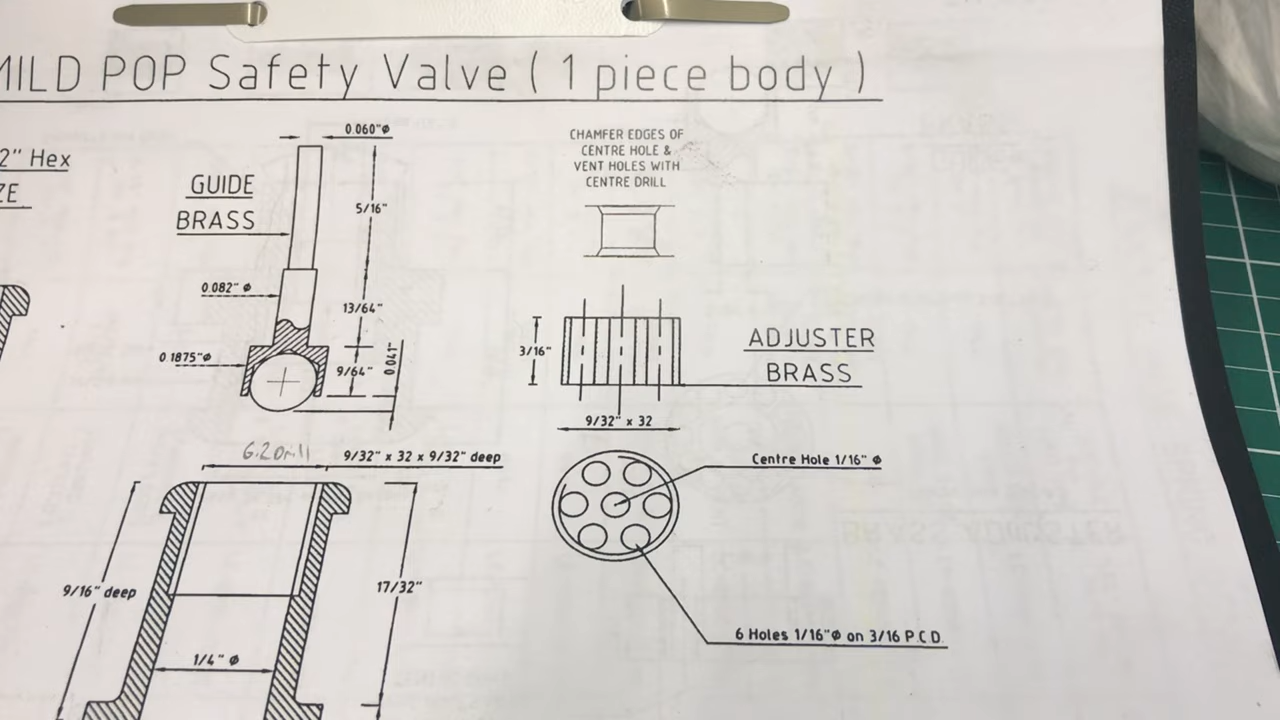 MILD POP Safety Valve ( 1 piece body )
2" Hex
ZE
GUIDE
BRASS
0.060"Ø
5/16"
0.082" Ø
13/64"
0.1875"Ø
9/64"
0.041"
CHAMFER EDGES OF
CENTRE HOLE &
VENT HOLES WITH
CENTRE DRILL
3/16"
ADJUSTER
BRASS
9/32" x 32
6.2 Drill
9/32" x 32 x 9/32" deep
Centre Hole 1/16" Ø
9/16" deep
17/32"
1/4" Ø
6 Holes 1/16"Ø on 3/16 P.C.D.
BRASS ADJUSTER